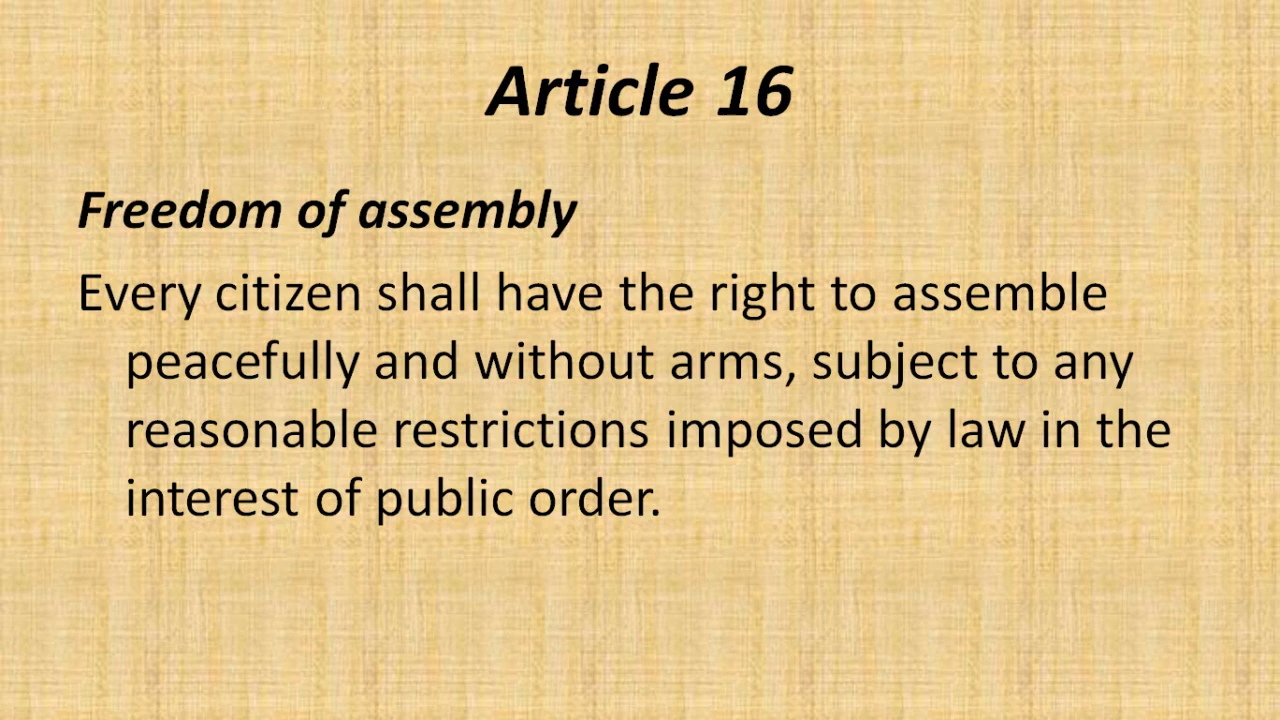 Article 16
Freedom of assembly
Every citizen shall have the right to assemble
peacefully and without arms, subject to any
reasonable restrictions imposed by law in the
interest of public order.